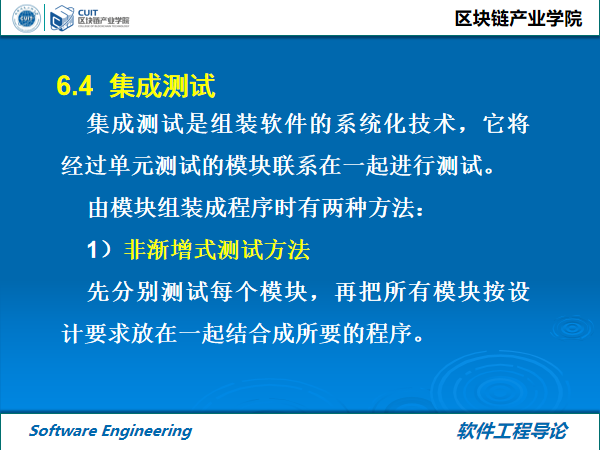 CUIT
区块链产业学院
区块链产业学院
6.4 集成测试
集成测试是组装软件的系统化技术，它将
经过单元测试的模块联系在一起进行测试。
由模块组装成程序时有两种方法：
1）非渐增式测试方法
先分别测试每个模块，再把所有模块按设
计要求放在一起结合成所要的程序。
Software Engineering
软件工程导论